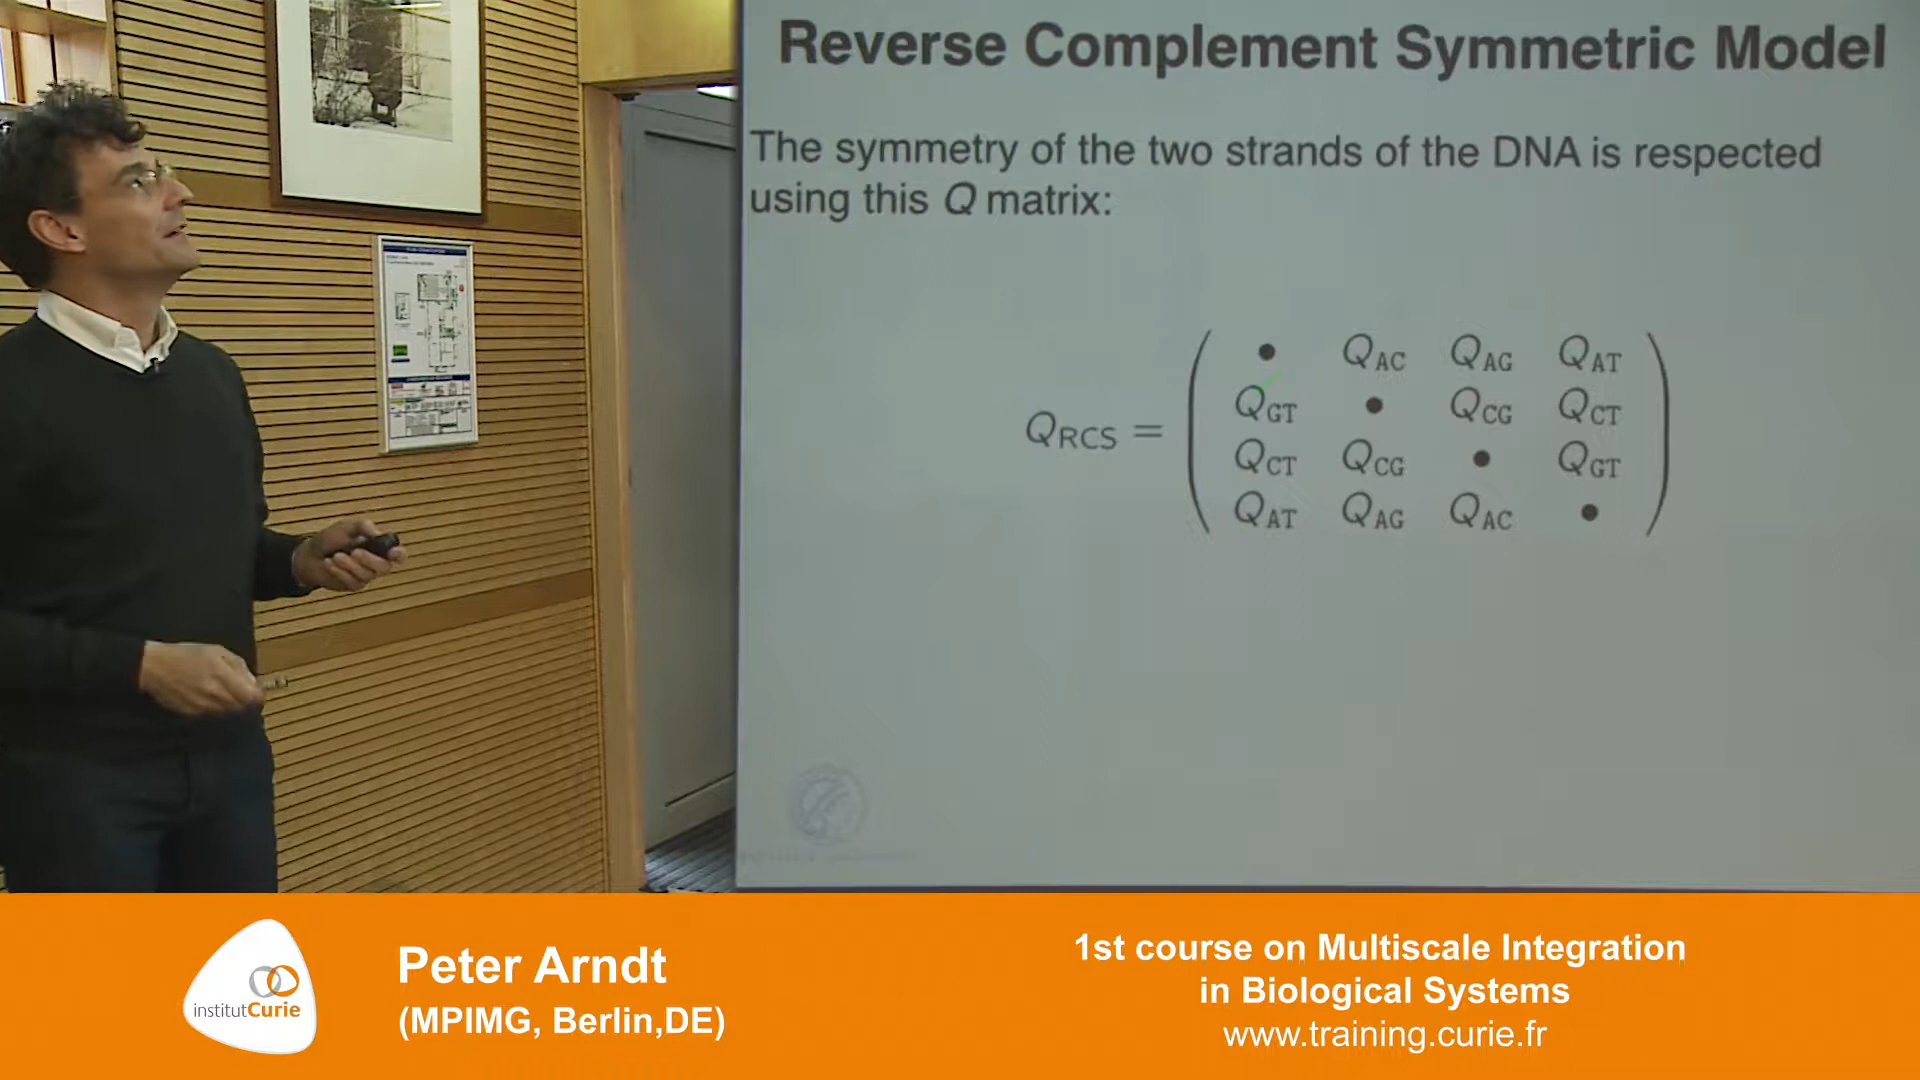 Reverse Complement Symmetric Model
The symmetry of the two strands of the DNA is respected
using this Q matrix:
• Q_AC Q_AG Q_AT
Q_GT • Q_CG Q_CT
Q_RCS =
Q_CT Q_CG • Q_GT
Q_AT Q_AG Q_AC •
institutCurie
Peter Arndt
(MPIMG, Berlin,DE)
1st course on Multiscale Integration
in Biological Systems
www.training.curie.fr